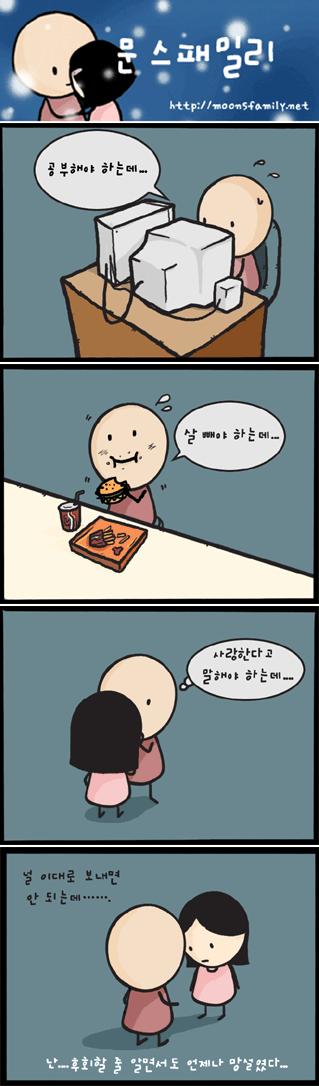 문스패밀리
http://moon5family.net
공부해야 하는데...
살 빼야 하는데...
사랑한다고
말해야 하는데....
널 이대로 보내면
안 되는데.......
난....후회할 줄 알면서도 언제나 망설였다...